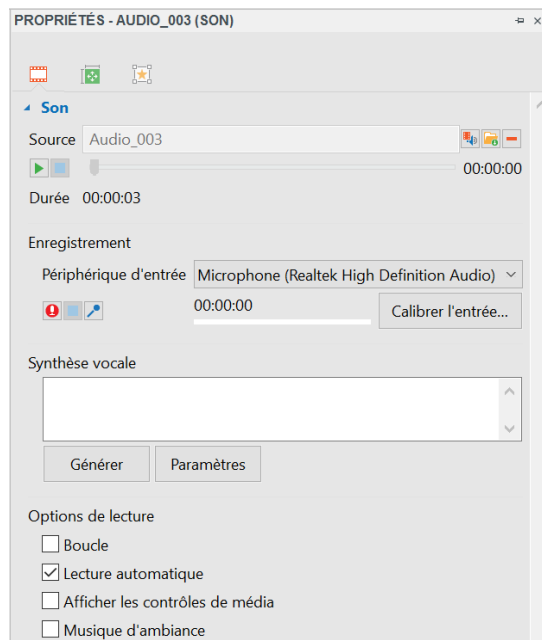 PROPRIÉTÉS - AUDIO_003 (SON)
Son
Source Audio_003
00:00:00
Durée 00:00:03
Enregistrement
Périphérique d'entrée Microphone (Realtek High Definition Audio)
00:00:00 Calibrer l'entrée...
Synthèse vocale
Générer Paramètres
Options de lecture
Boucle
Lecture automatique
Afficher les contrôles de média
Musique d'ambiance